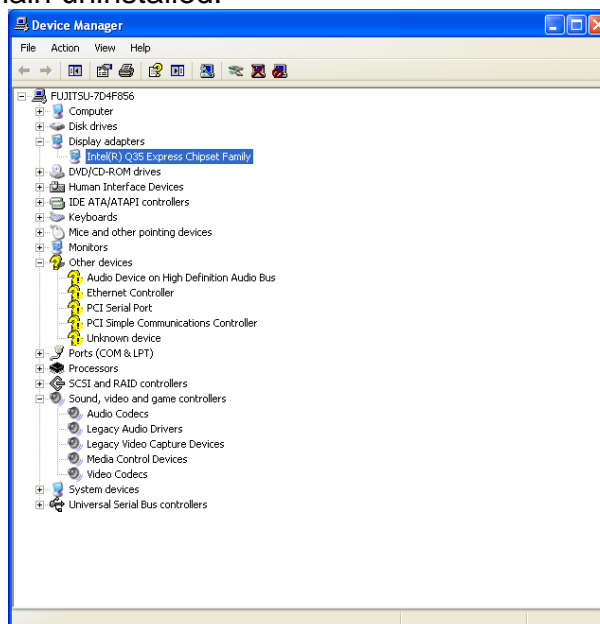 uninstalled.
Device Manager
File Action View Help
FUJITSU-7D4F856
Computer
Disk drives
Display adapters
Intel(R) Q35 Express Chipset Family
DVD/CD-ROM drives
Human Interface Devices
IDE ATA/ATAPI controllers
Keyboards
Mice and other pointing devices
Monitors
Other devices
Audio Device on High Definition Audio Bus
Ethernet Controller
PCI Serial Port
PCI Simple Communications Controller
Unknown device
Ports (COM & LPT)
Processors
SCSI and RAID controllers
Sound, video and game controllers
Audio Codecs
Legacy Audio Drivers
Legacy Video Capture Devices
Media Control Devices
Video Codecs
System devices
Universal Serial Bus controllers